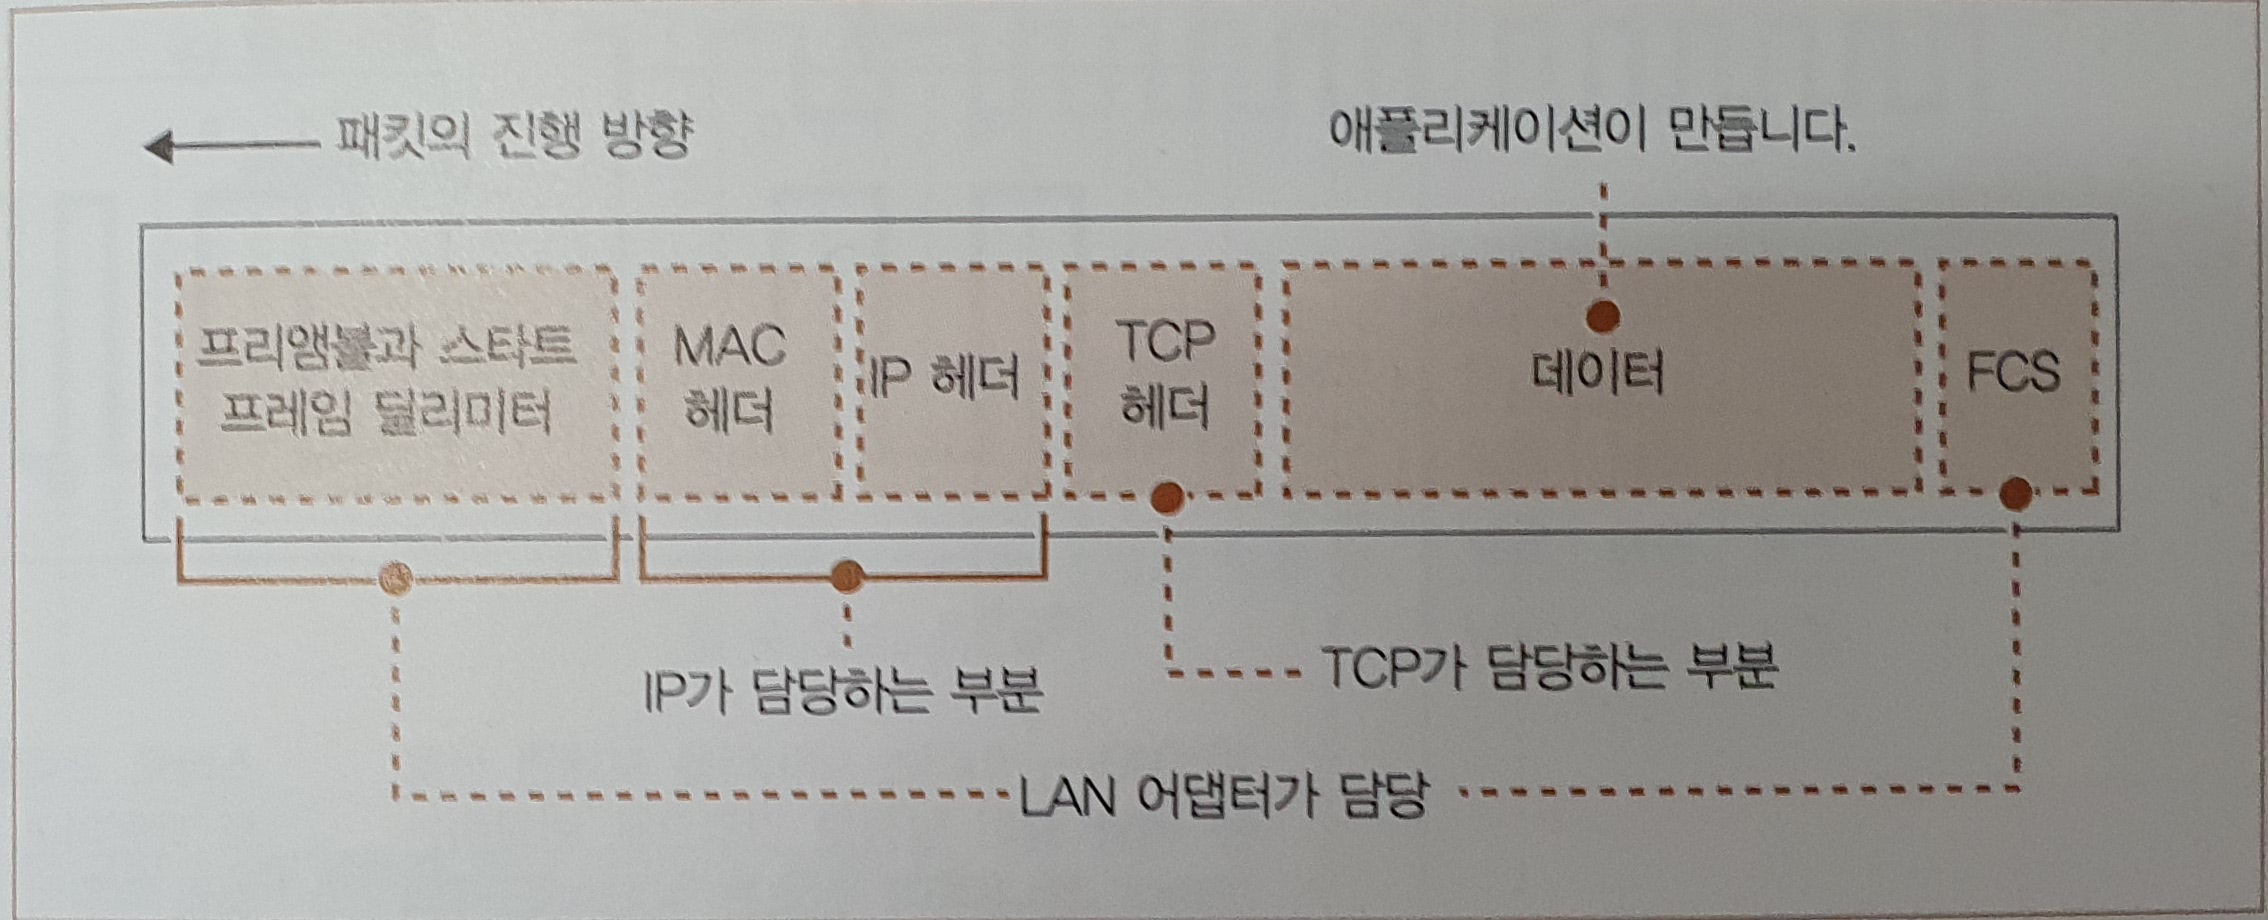 패킷의 진행 방향
애플리케이션이 만듭니다.
프리앰블과 스타트
프레임 딜리미터
MAC
헤더
IP 헤더
TCP
헤더
데이터
FCS
IP가 담당하는 부분
TCP가 담당하는 부분
LAN 어댑터가 담당